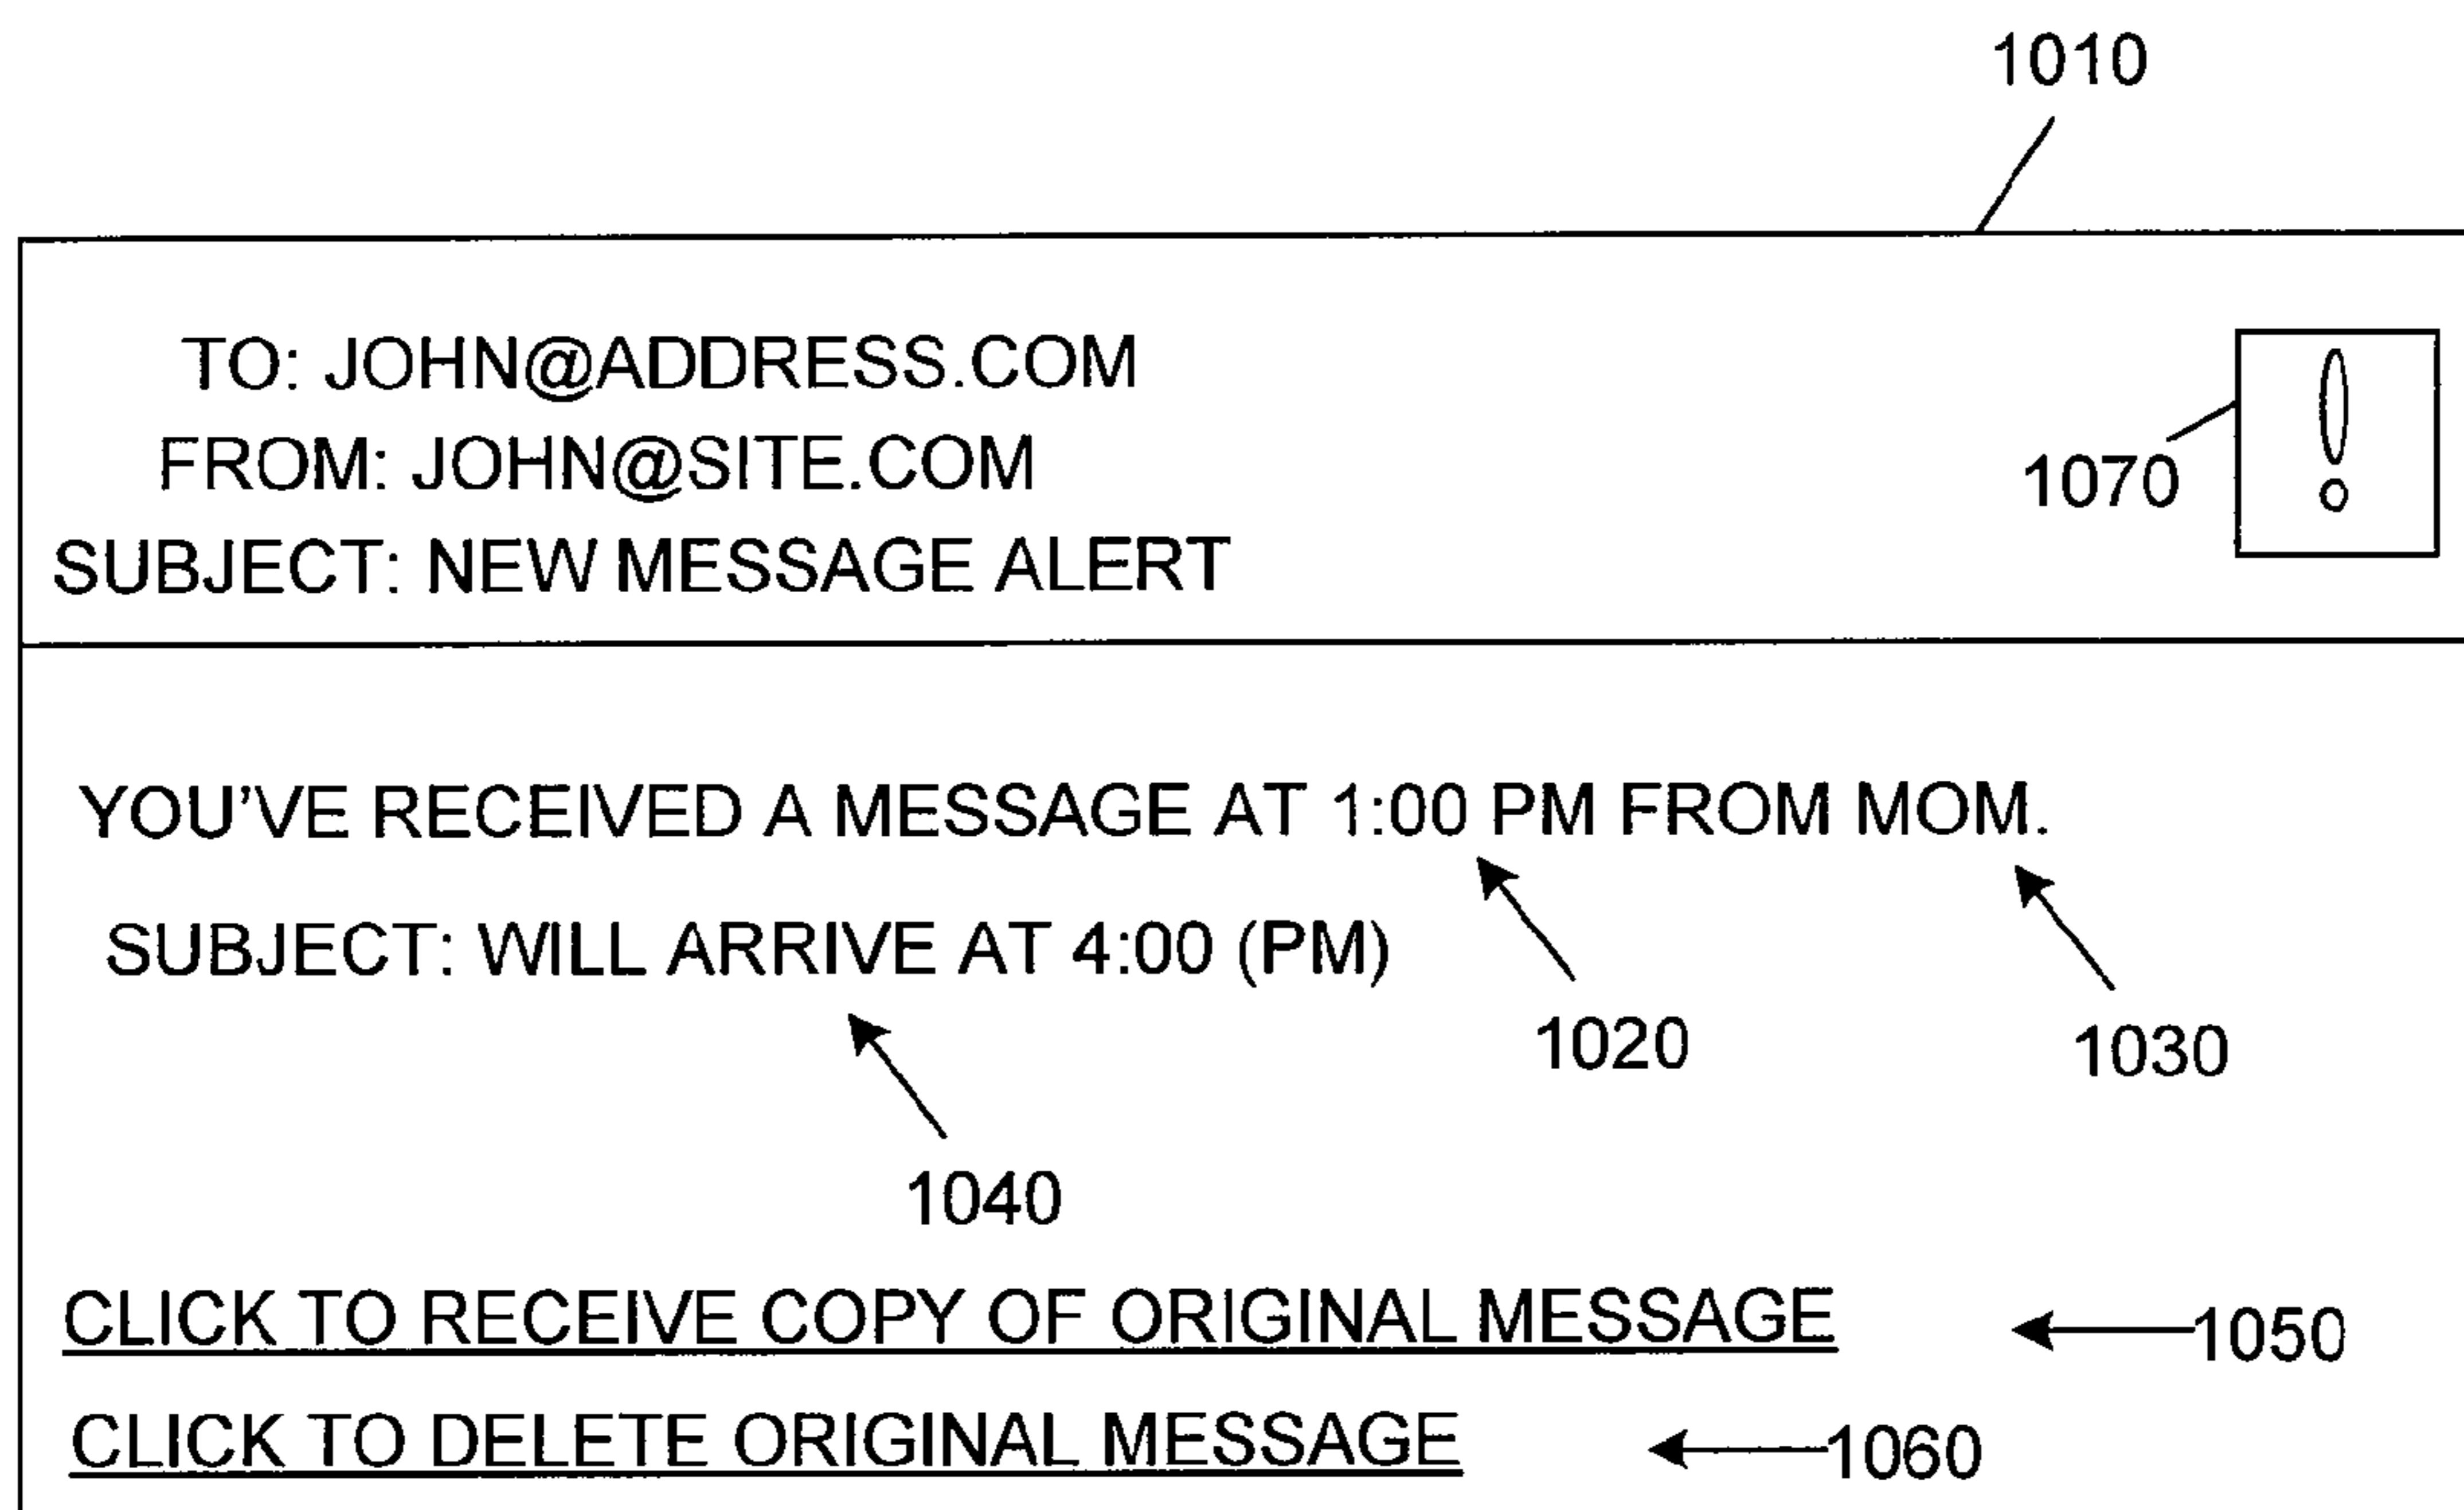 1010
TO: JOHN@ADDRESS.COM
FROM: JOHN@SITE.COM
1070
SUBJECT: NEW MESSAGE ALERT
YOU'VE RECEIVED A MESSAGE AT 1:00 PM FROM MOM.
SUBJECT: WILL ARRIVE AT 4:00 (PM)
1020
1030
1040
CLICK TO RECEIVE COPY OF ORIGINAL MESSAGE
1050
CLICK TO DELETE ORIGINAL MESSAGE
1060